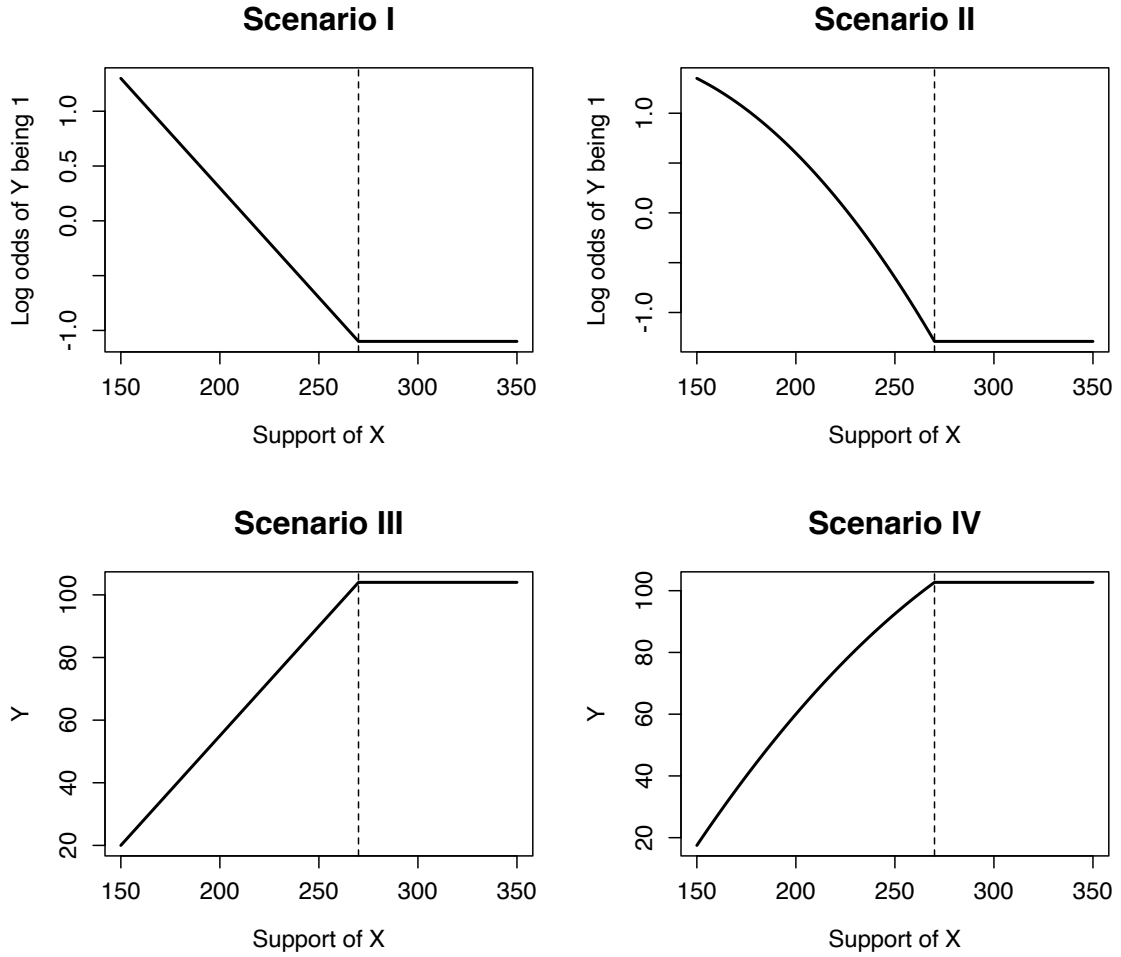 Scenario I
Log odds of Y being 1
1.0
0.5
0.0
-1.0
150 200 250 300 350
Support of X
Scenario II
Log odds of Y being 1
1.0
0.0
-1.0
150 200 250 300 350
Support of X
Scenario III
Y
100
80
60
40
20
150 200 250 300 350
Support of X
Scenario IV
Y
100
80
60
40
20
150 200 250 300 350
Support of X